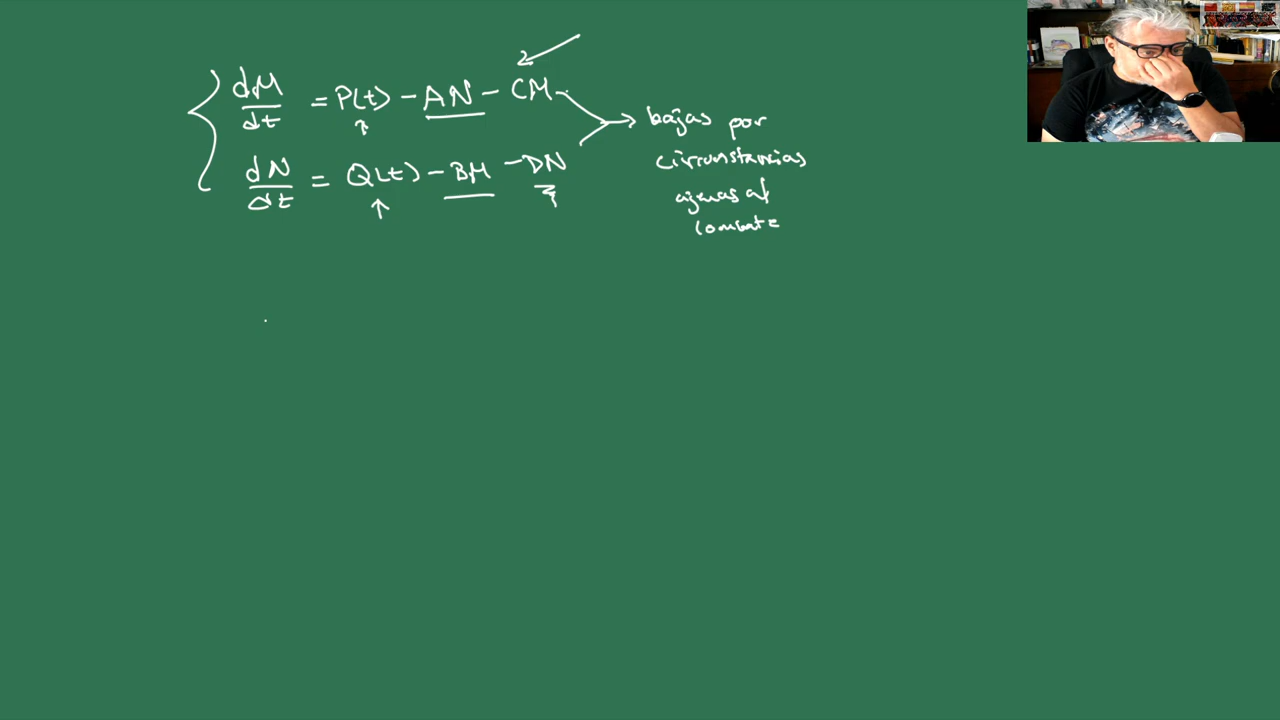 dM/dt = P(t) - AN - CM
dN/dt = Q(t) - BM - DN
bajas por
circunstancias
ajenas al
combate